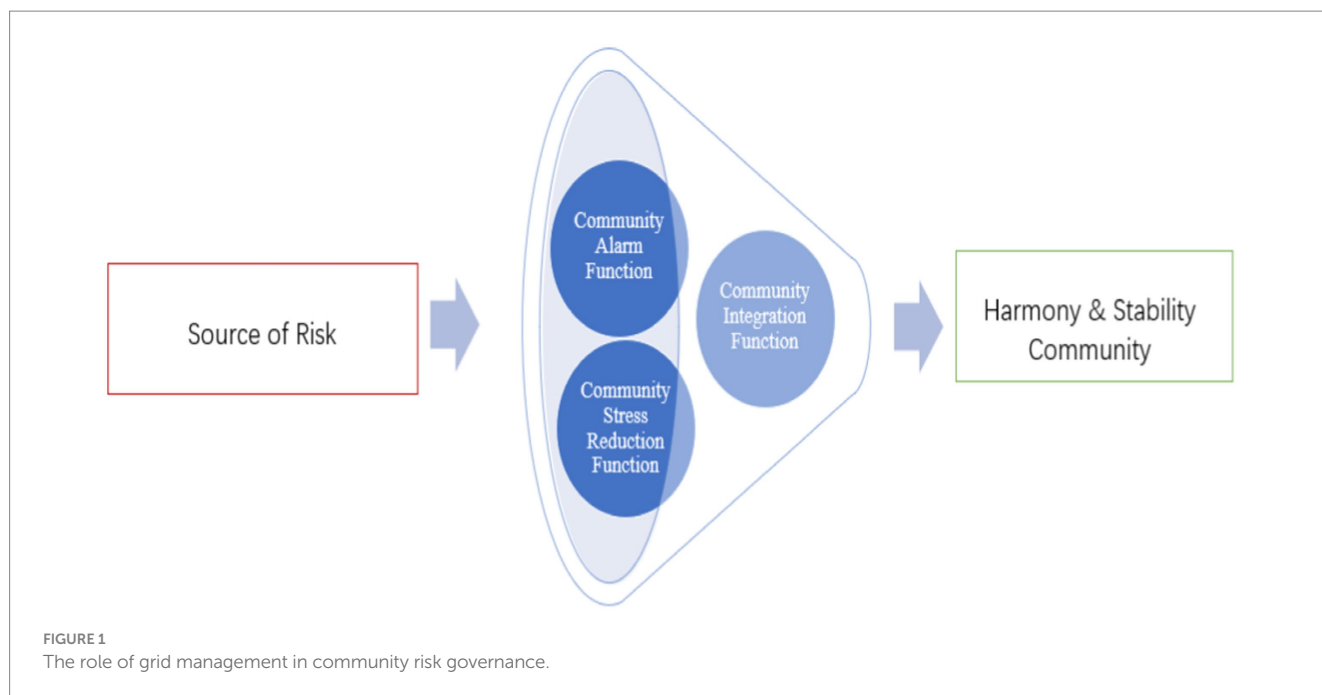 Source of Risk
Community
Alarm
Function
Community
Stress
Reduction
Function
Community
Integration
Function
Harmony & Stability
Community
FIGURE 1
The role of grid management in community risk governance.